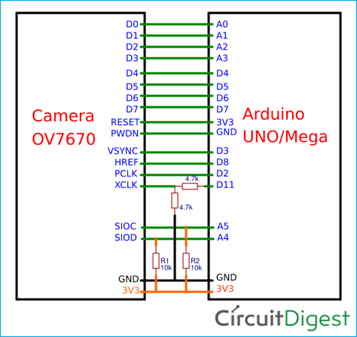 D0 A0
D1 A1
D2 A2
D3 A3
D4 D4
D5 D5
D6 D6
D7 D7
RESET 3V3
PWDN GND
VSYNC D3
HREF D8
PCLK D2
XCLK D11
4.7k
4.7k
Camera
OV7670
Arduino
UNO/Mega
SIOC A5
SIOD A4
R1
10k
R2
10k
GND GND
3V3 3V3
CircuitDigest